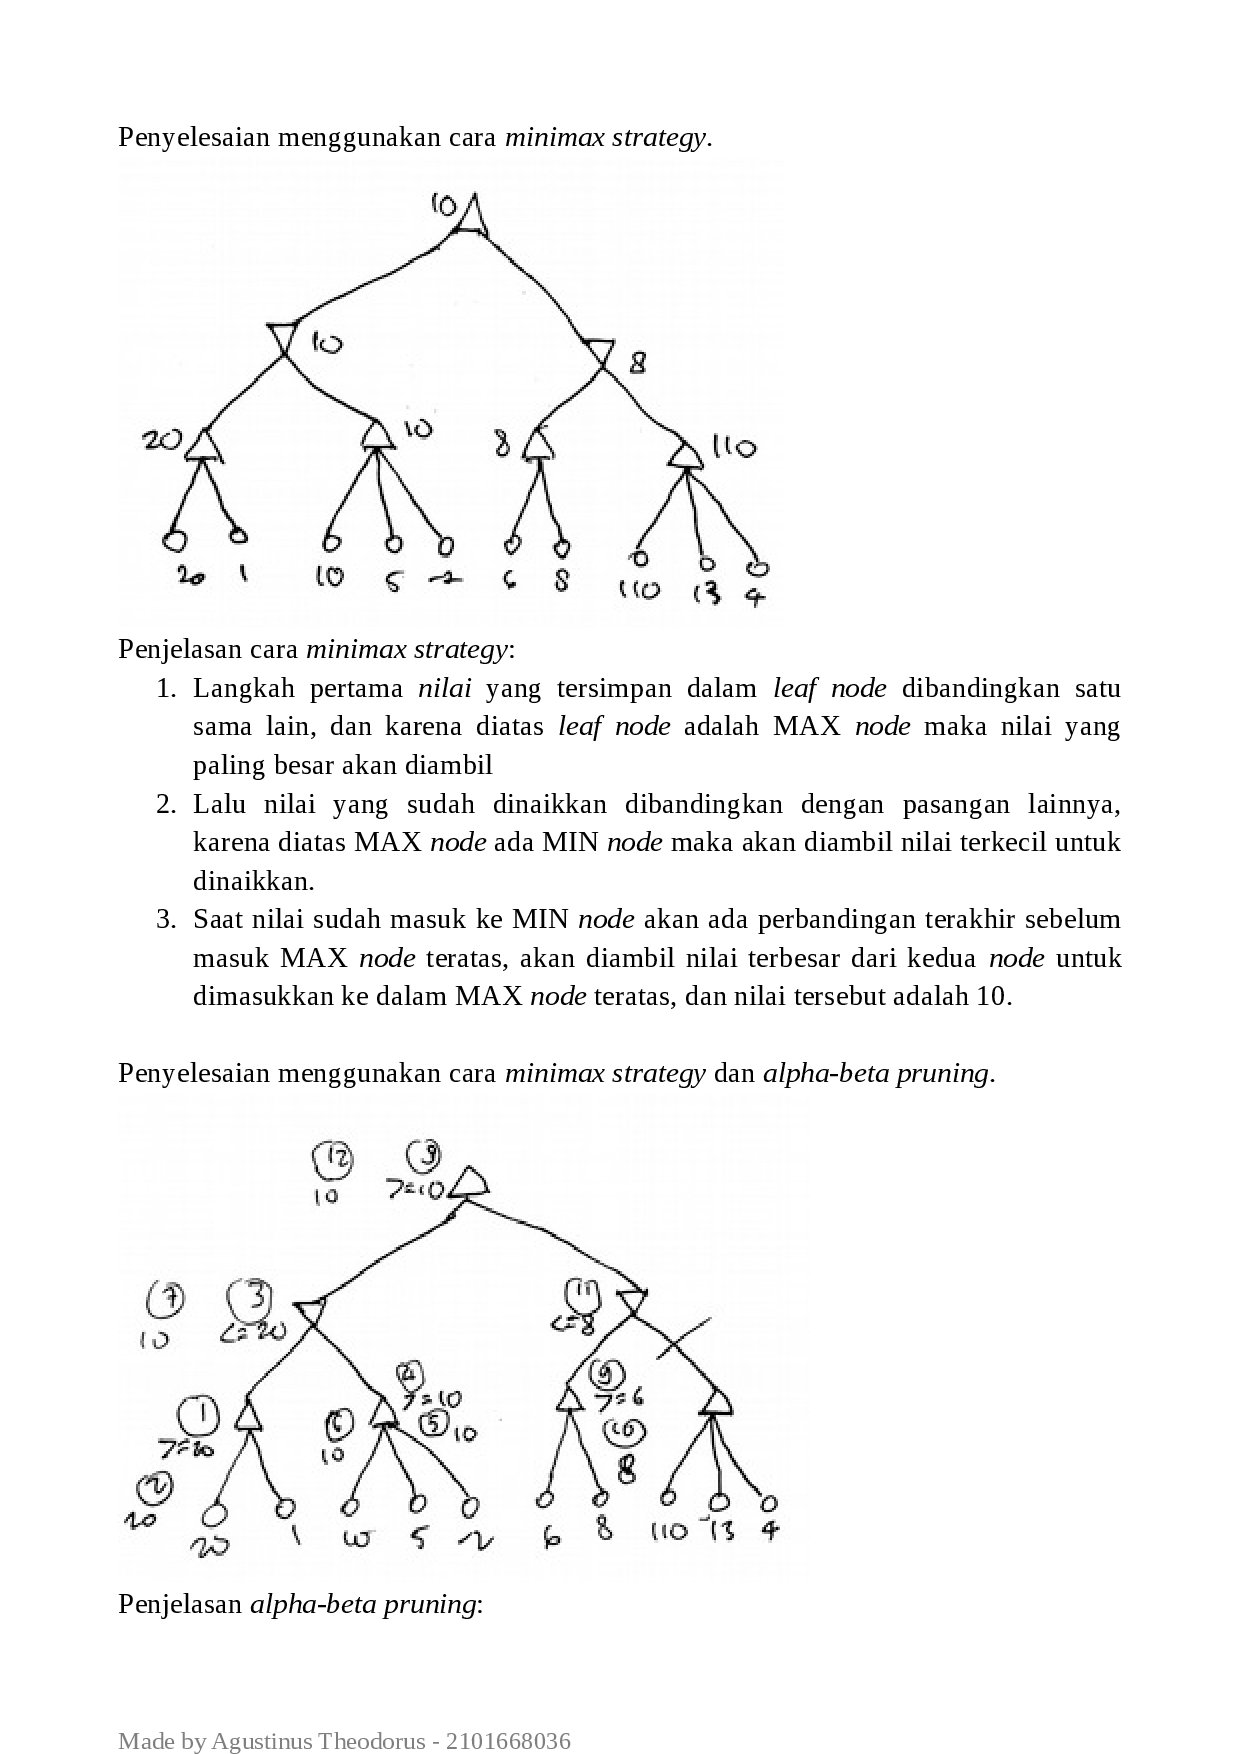 Penyelesaian menggunakan cara minimax strategy.
10
10
8
20
10
8
110
20 1 10 5 6 8 110 13 4
Penjelasan cara minimax strategy:
1. Langkah pertama nilai yang tersimpan dalam leaf node dibandingkan satu
sama lain, dan karena diatas leaf node adalah MAX node maka nilai yang
paling besar akan diambil
2. Lalu nilai yang sudah dinaikkan dibandingkan dengan pasangan lainnya,
karena diatas MAX node ada MIN node maka akan diambil nilai terkecil untuk
dinaikkan.
3. Saat nilai sudah masuk ke MIN node akan ada perbandingan terakhir sebelum
masuk MAX node teratas, akan diambil nilai terbesar dari kedua node untuk
dimasukkan ke dalam MAX node teratas, dan nilai tersebut adalah 10.
Penyelesaian menggunakan cara minimax strategy dan alpha-beta pruning.
12
10 >=10
7 3 11
10 <=20 <=8
4
>=10 >=6
1 5 10
10
10
2 8
20
20 1 10 5 2 6 8 110 13 4
Penjelasan alpha-beta pruning:
Made by Agustinus Theodorus - 2101668036